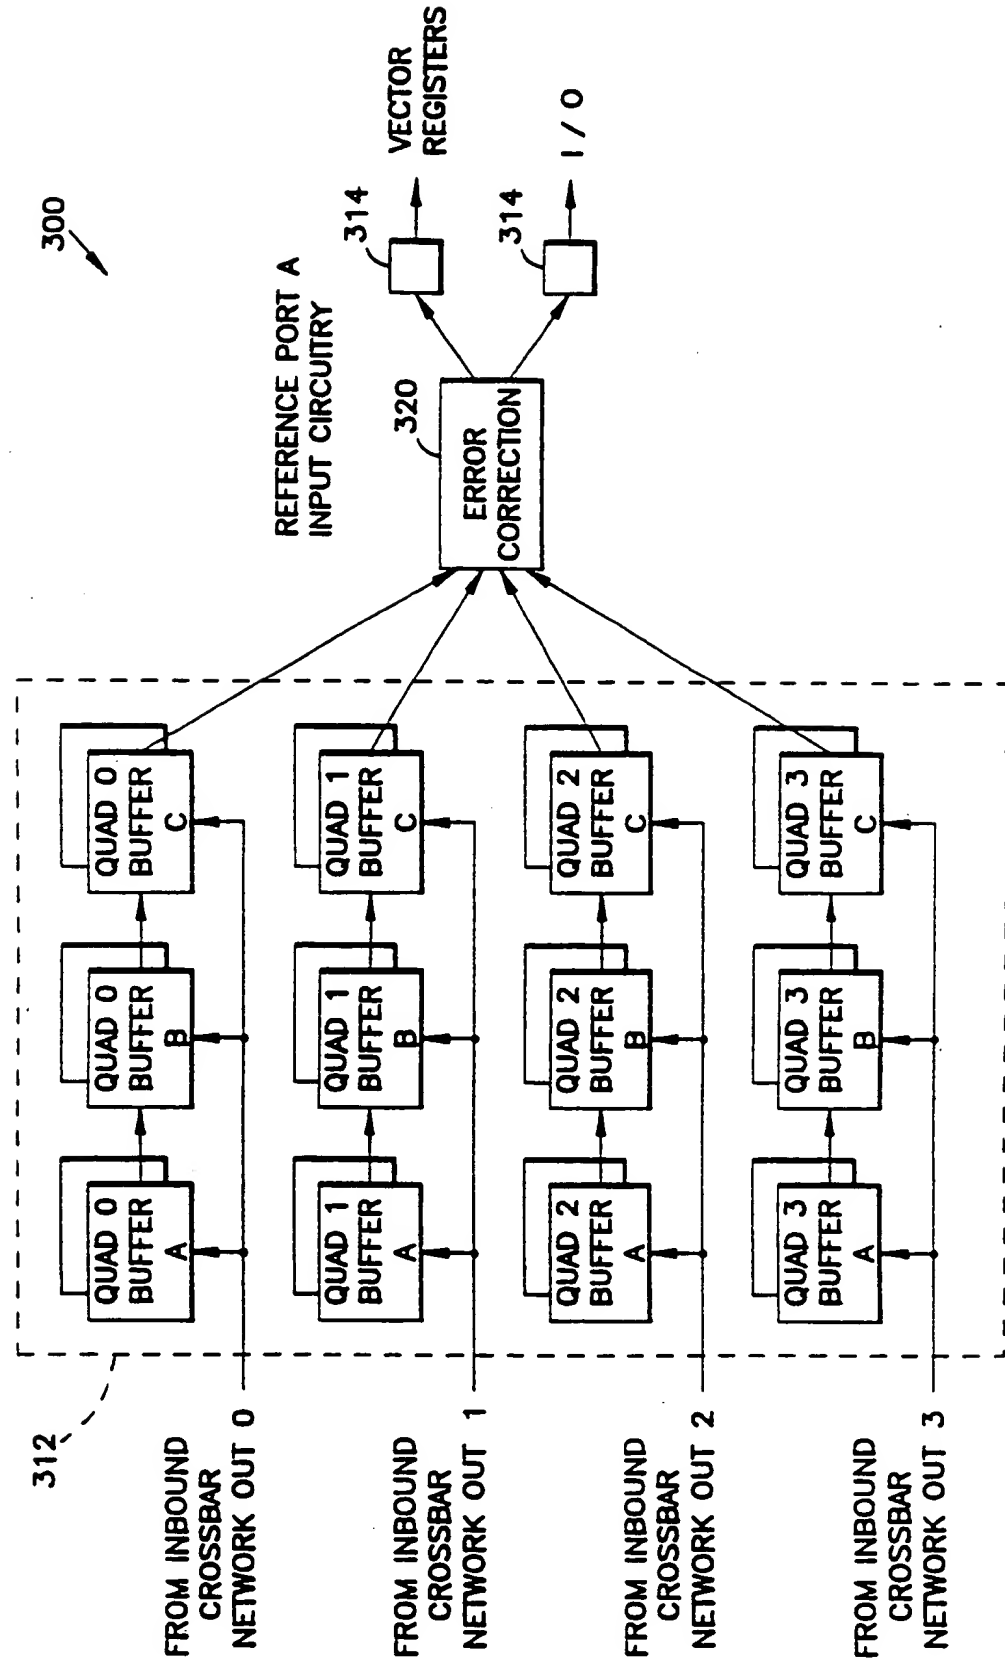 300
REFERENCE PORT A
INPUT CIRCUITRY
312
FROM INBOUND
CROSSBAR
NETWORK OUT 0
QUAD 0
BUFFER
A
QUAD 0
BUFFER
B
QUAD 0
BUFFER
C
FROM INBOUND
CROSSBAR
NETWORK OUT 1
QUAD 1
BUFFER
A
QUAD 1
BUFFER
B
QUAD 1
BUFFER
C
FROM INBOUND
CROSSBAR
NETWORK OUT 2
QUAD 2
BUFFER
A
QUAD 2
BUFFER
B
QUAD 2
BUFFER
C
FROM INBOUND
CROSSBAR
NETWORK OUT 3
QUAD 3
BUFFER
A
QUAD 3
BUFFER
B
QUAD 3
BUFFER
C
320
ERROR
CORRECTION
314
VECTOR
REGISTERS
314
I / O